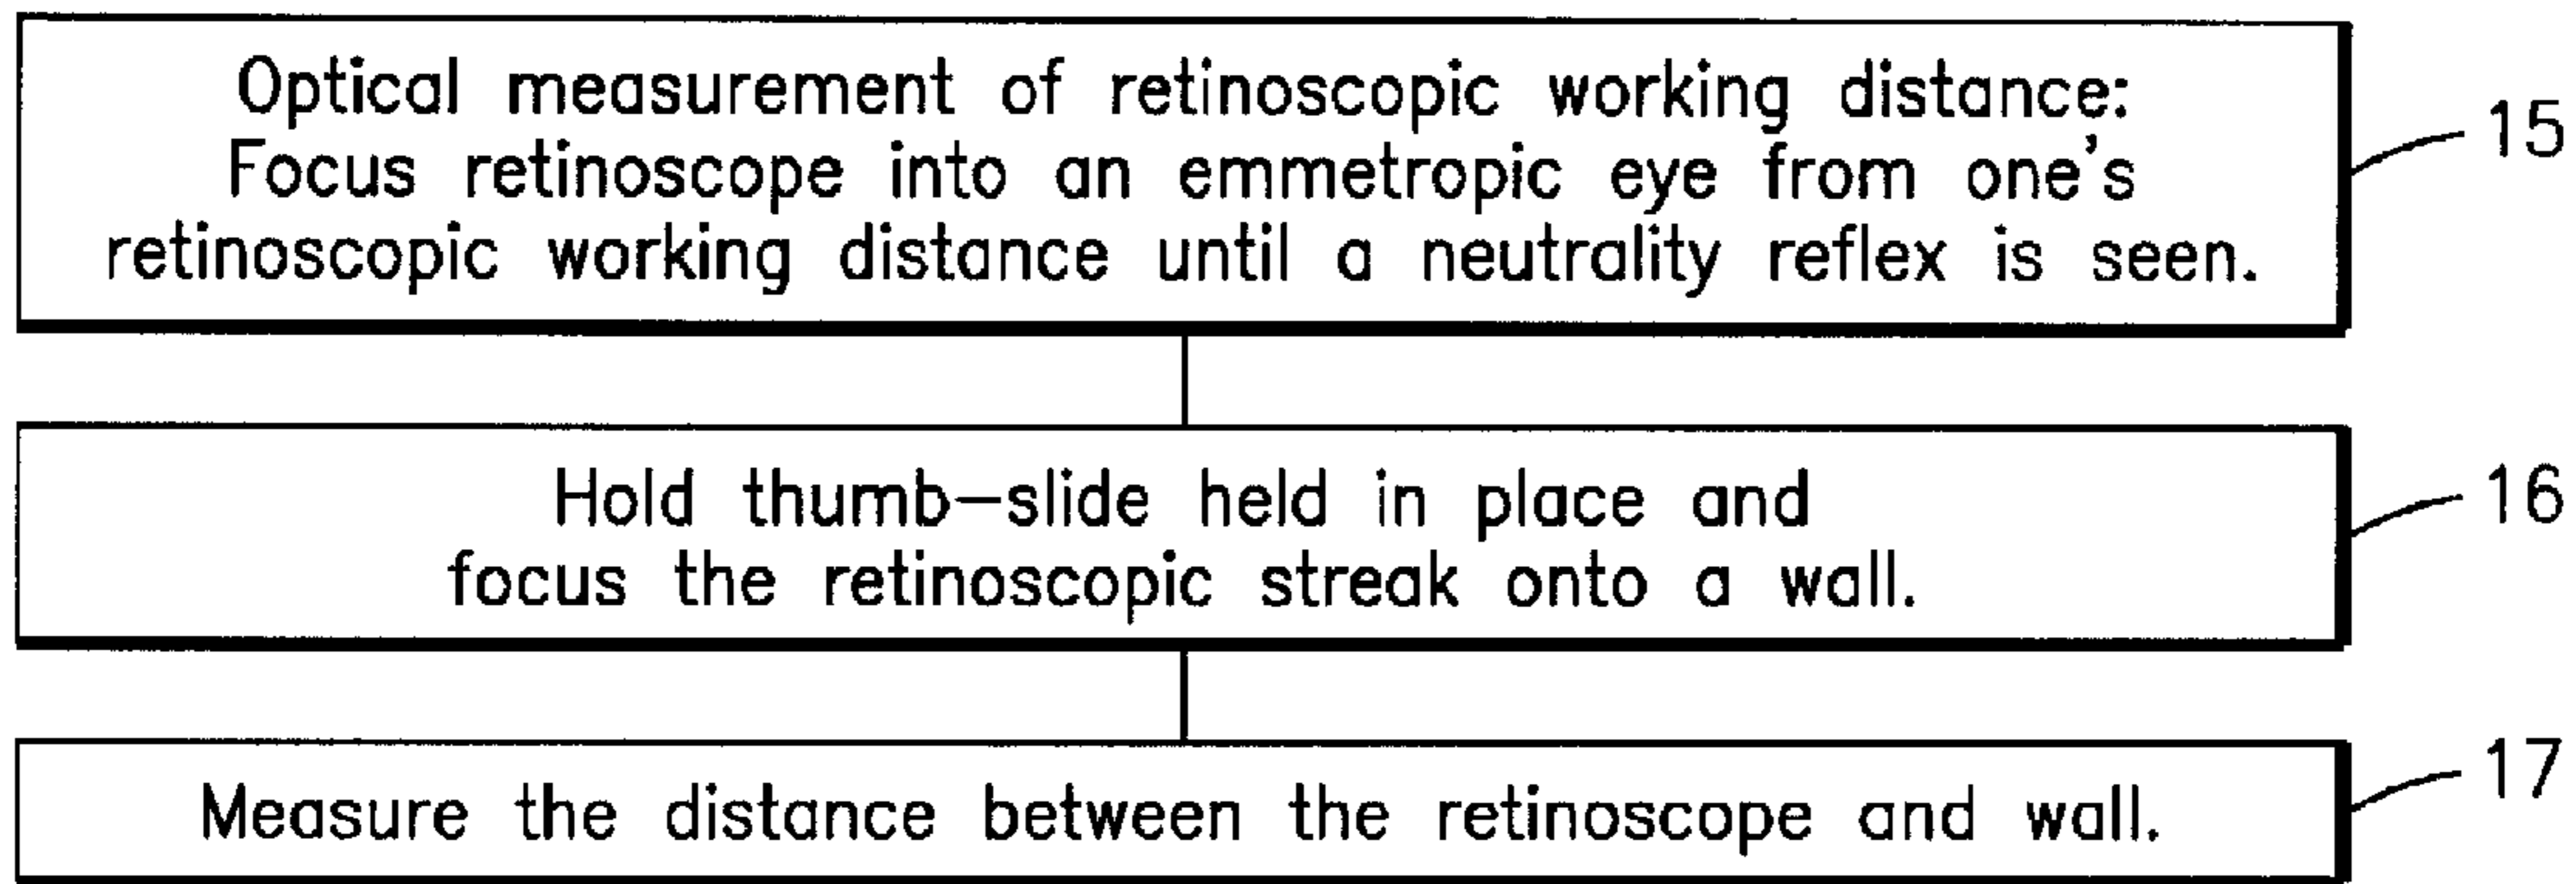 Optical measurement of retinoscopic working distance:
Focus retinoscope into an emmetropic eye from one's
retinoscopic working distance until a neutrality reflex is seen.
15
Hold thumb-slide held in place and
focus the retinoscopic streak onto a wall.
16
Measure the distance between the retinoscope and wall.
17